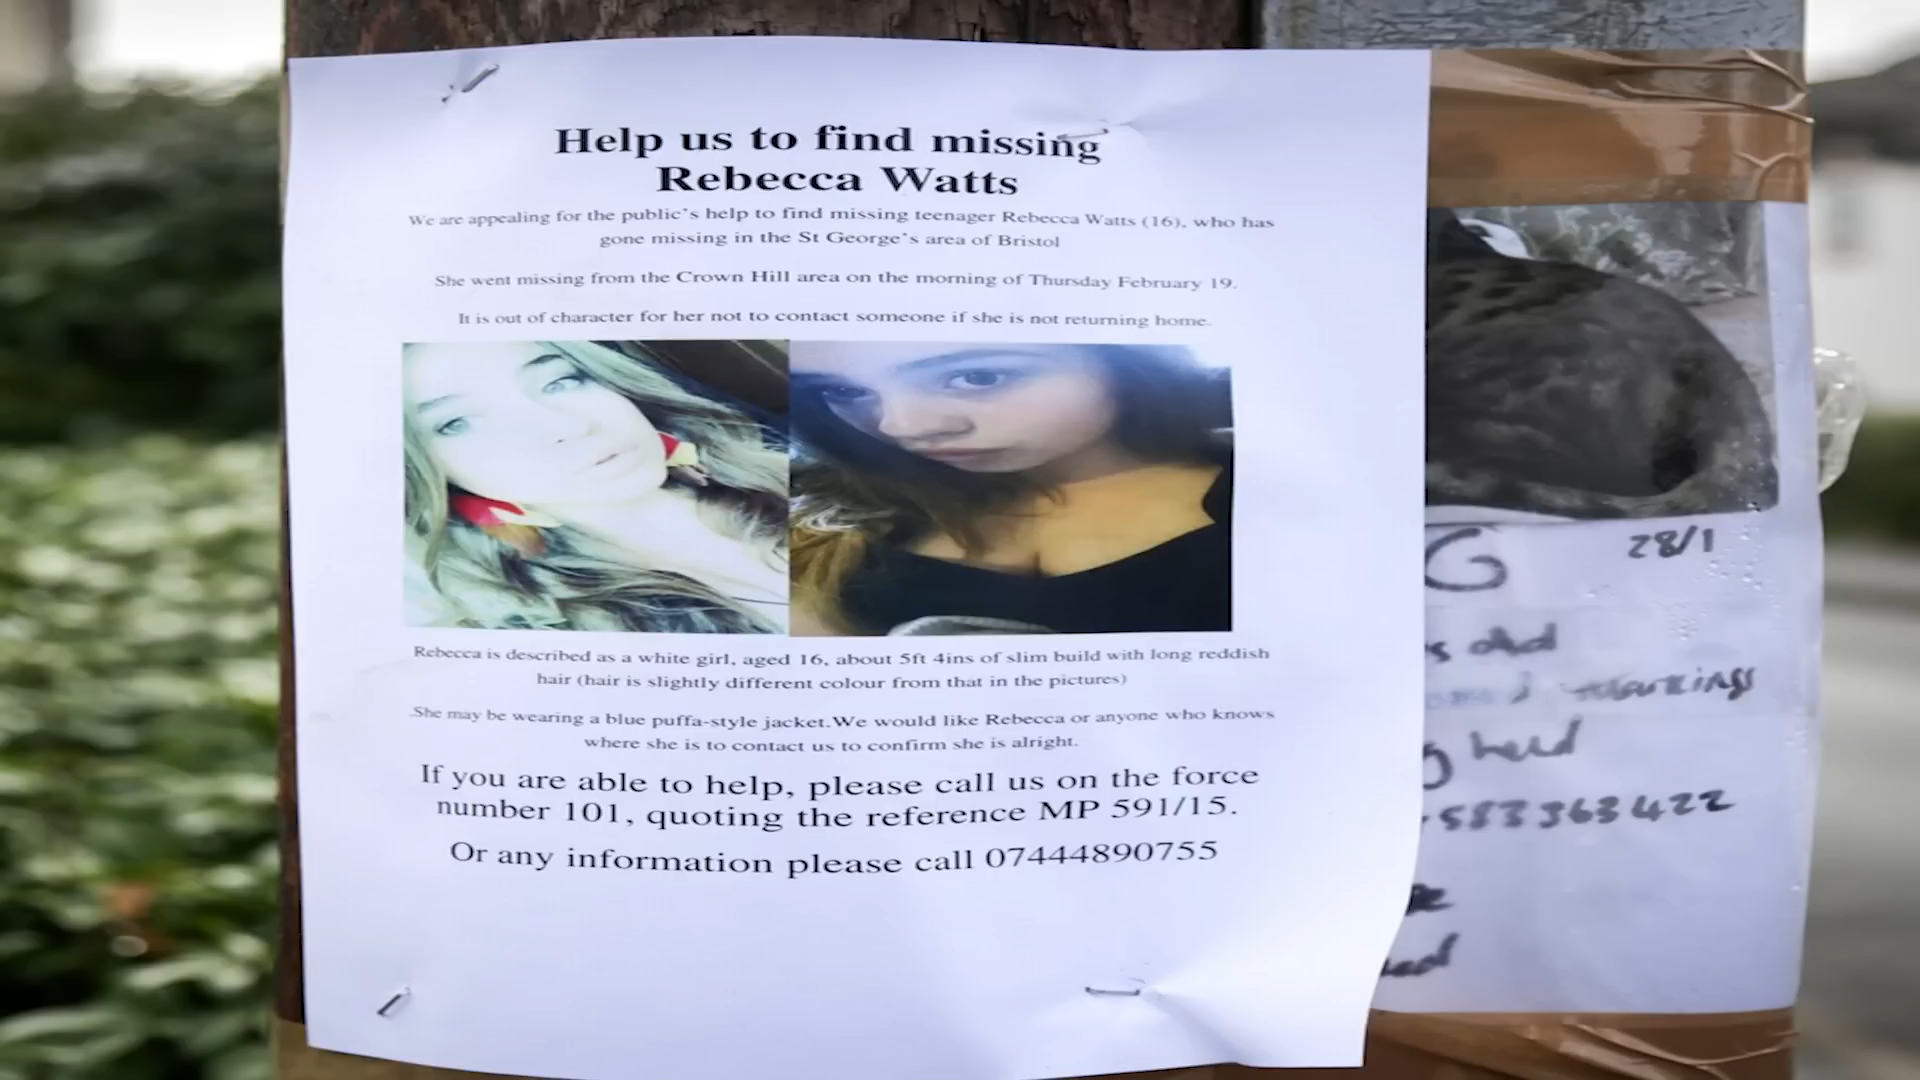 Help us to find missing
Rebecca Watts
We are appealing for the public's help to find missing teenager Rebecca Watts (16), who has
gone missing in the St George's area of Bristol
She went missing from the Crown Hill area on the morning of Thursday February 19.
It is out of character for her not to contact someone if she is not returning home.
Rebecca is described as a white girl, aged 16, about 5ft 4ins of slim build with long reddish
hair (hair is slightly different colour from that in the pictures)
.She may be wearing a blue puffa-style jacket.We would like Rebecca or anyone who knows
where she is to contact us to confirm she is alright.
If you are able to help, please call us on the force
number 101, quoting the reference MP 591/15.
Or any information please call 07444890755
G 28/1
s old
markings
g head